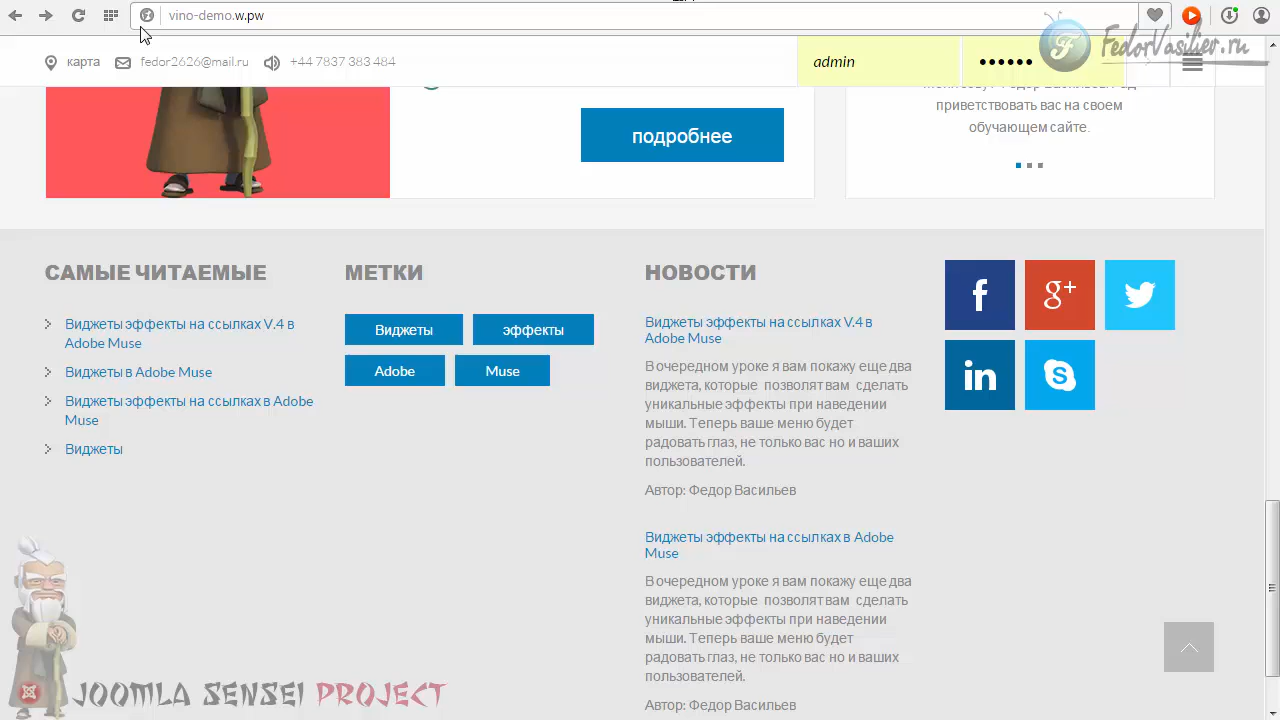 vino-demo.w.pw
FedorVasiliev.ru
карта
fedor2626@mail.ru
+44 7837 383 484
admin
приветствовать вас на своем
обучающем сайте.
подробнее
САМЫЕ ЧИТАЕМЫЕ
Виджеты эффекты на ссылках V.4 в
Adobe Muse
Виджеты в Adobe Muse
Виджеты эффекты на ссылках в Adobe
Muse
Виджеты
МЕТКИ
Виджеты
эффекты
Adobe
Muse
НОВОСТИ
Виджеты эффекты на ссылках V.4 в
Adobe Muse
В очередном уроке я вам покажу еще два
виджета, которые позволят вам сделать
уникальные эффекты при наведении
мыши. Теперь ваше меню будет
радовать глаз, не только вас но и ваших
пользователей.
Автор: Федор Васильев
Виджеты эффекты на ссылках в Adobe
Muse
В очередном уроке я вам покажу еще два
виджета, которые позволят вам сделать
уникальные эффекты при наведении
мыши. Теперь ваше меню будет
радовать глаз, не только вас но и ваших
пользователей.
Автор: Федор Васильев
JOOMLA SENSEI PROJECT